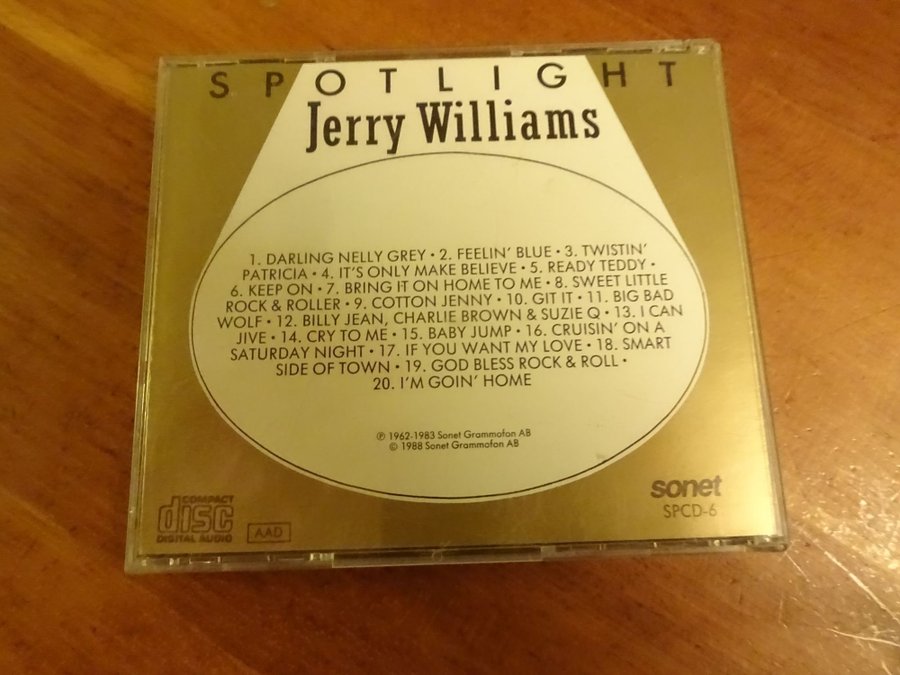 SPOTLIGHT
Jerry Williams
1. DARLING NELLY GREY • 2. FEELIN' BLUE • 3. TWISTIN'
PATRICIA • 4. IT'S ONLY MAKE BELIEVE • 5. READY TEDDY •
6. KEEP ON • 7. BRING IT ON HOME TO ME • 8. SWEET LITTLE
ROCK & ROLLER • 9. COTTON JENNY • 10. GIT IT • 11. BIG BAD
WOLF • 12. BILLY JEAN, CHARLIE BROWN & SUZIE Q • 13. I CAN
JIVE • 14. CRY TO ME • 15. BABY JUMP • 16. CRUISIN' ON A
SATURDAY NIGHT • 17. IF YOU WANT MY LOVE • 18. SMART
SIDE OF TOWN • 19. GOD BLESS ROCK & ROLL •
20. I'M GOIN' HOME
℗ 1962-1983 Sonet Grammofon AB
© 1988 Sonet Grammofon AB
COMPACT
disc
DIGITAL AUDIO
AAD
sonet
SPCD-6